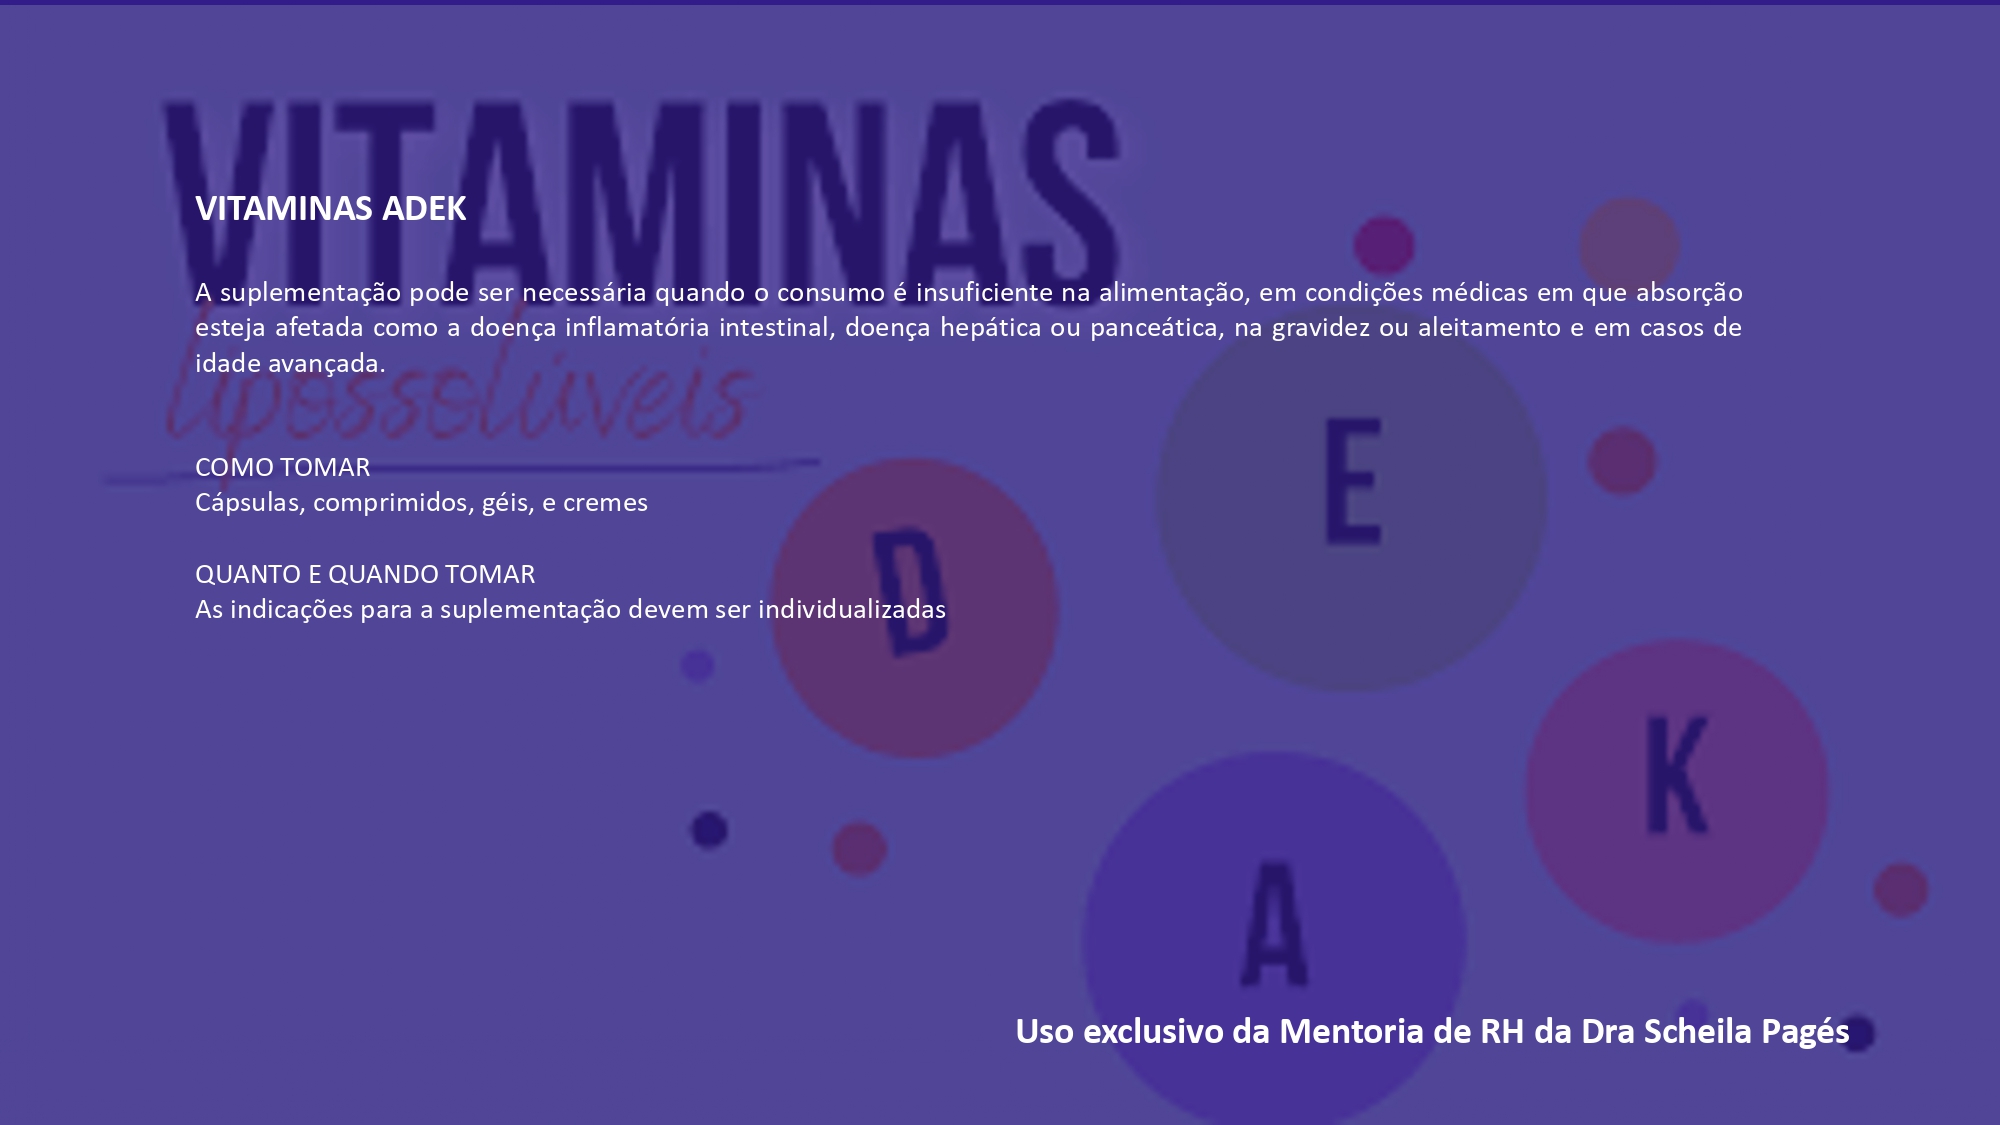 VITAMINAS
lipossolúveis
VITAMINAS ADEK
A suplementação pode ser necessária quando o consumo é insuficiente na alimentação, em condições médicas em que absorção
esteja afetada como a doença inflamatória intestinal, doença hepática ou panceática, na gravidez ou aleitamento e em casos de
idade avançada.
COMO TOMAR
Cápsulas, comprimidos, géis, e cremes
QUANTO E QUANDO TOMAR
As indicações para a suplementação devem ser individualizadas
E
D
K
A
Uso exclusivo da Mentoria de RH da Dra Scheila Pagés